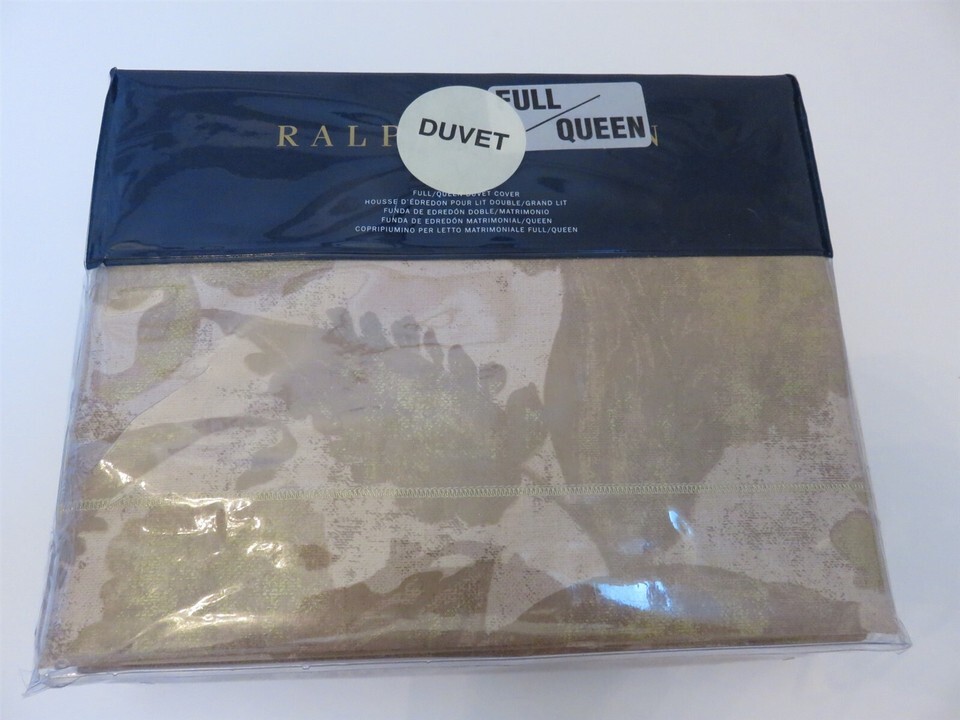 FULL/
QUEEN
DUVET
RALP N
FULL/QUEEN DUVET COVER
HOUSSE D'ÉDREDON POUR LIT DOUBLE/GRAND LIT
FUNDA DE EDREDÓN DOBLE/MATRIMONIO
FUNDA DE EDREDÓN MATRIMONIAL/QUEEN
COPRIPIUMINO PER LETTO MATRIMONIALE FULL/QUEEN